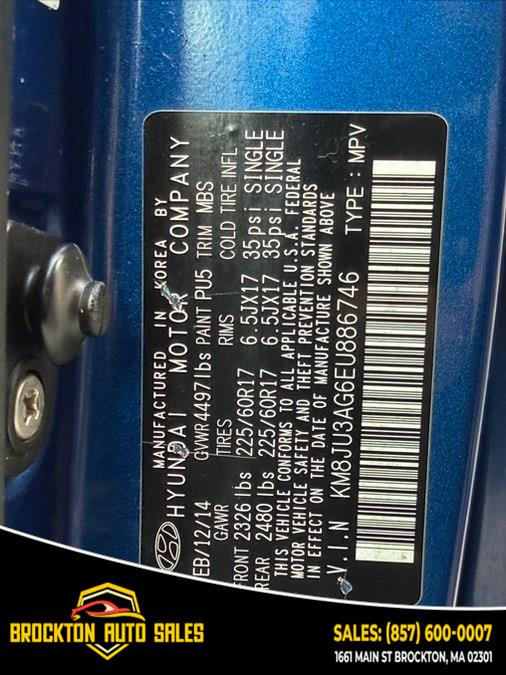 MANUFACTURED IN KOREA BY
HYUNDAI MOTOR COMPANY
EB/12/14 GVWR 4497 lbs PAINT PU5 TRIM MBS
GAWR TIRES RIMS COLD TIRE INFL
FRONT 2326 lbs 225/60R17 6.5JX17 35psi SINGLE
REAR 2480 lbs 225/60R17 6.5JX17 35psi SINGLE
THIS VEHICLE CONFORMS TO ALL APPLICABLE U.S.A. FEDERAL
MOTOR VEHICLE SAFETY AND THEFT PREVENTION STANDARDS
IN EFFECT ON THE DATE OF MANUFACTURE SHOWN ABOVE
V.I.N KM8JU3AG6EU886746 TYPE : MPV
BROCKTON AUTO SALES
SALES: (857) 600-0007
1661 MAIN ST BROCKTON, MA 02301